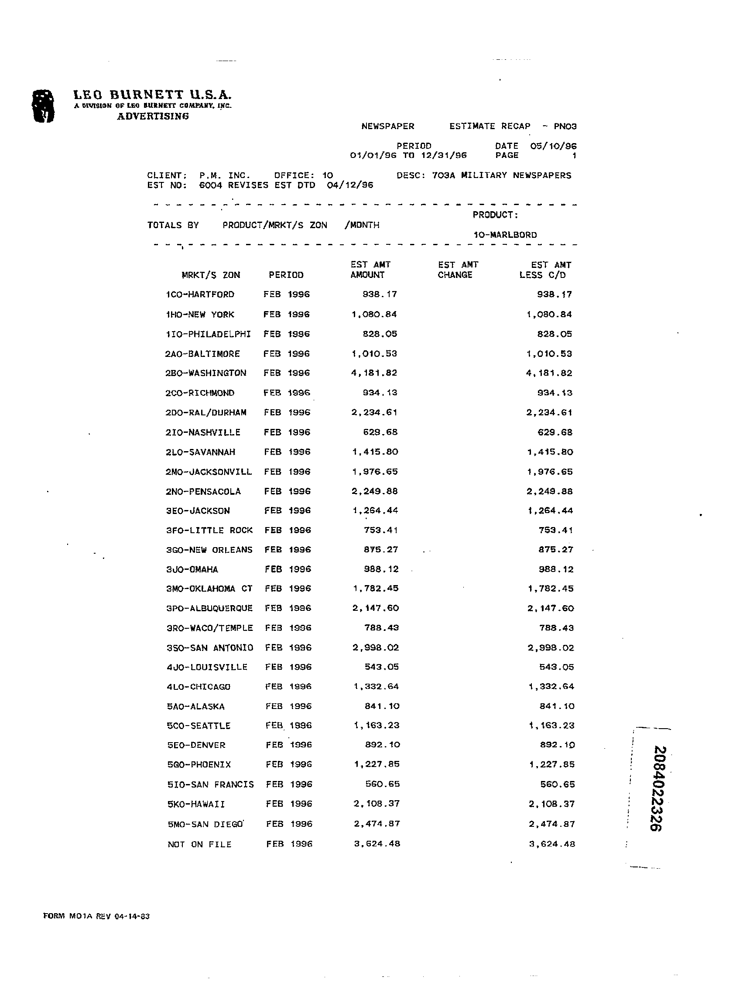 LEO BURNETT U.S.A.
A DIVISION OF LEO BURNETT COMPANY, INC.
ADVERTISING
NEWSPAPER ESTIMATE RECAP - PN03
PERIOD DATE 05/10/96
01/01/96 TO 12/31/96 PAGE 1
CLIENT: P.M. INC. OFFICE: 10 DESC: 703A MILITARY NEWSPAPERS
EST NO: 6004 REVISES EST DTD 04/12/96
PRODUCT:
TOTALS BY PRODUCT/MRKT/S ZON /MONTH
10-MARLBORO
EST AMT EST AMT EST AMT
MRKT/S ZON PERIOD AMOUNT CHANGE LESS C/D
1CO-HARTFORD FEB 1996 938.17 938.17
1HO-NEW YORK FEB 1996 1,080.84 1,080.84
1IO-PHILADELPHI FEB 1996 828.05 828.05
2AO-BALTIMORE FEB 1996 1,010.53 1,010.53
2BO-WASHINGTON FEB 1996 4,181.82 4,181.82
2CO-RICHMOND FEB 1996 934.13 934.13
2DO-RAL/DURHAM FEB 1996 2,234.61 2,234.61
2IO-NASHVILLE FEB 1996 629.68 629.68
2LO-SAVANNAH FEB 1996 1,415.80 1,415.80
2MO-JACKSONVILL FEB 1996 1,976.65 1,976.65
2NO-PENSACOLA FEB 1996 2,249.88 2,249.88
3EO-JACKSON FEB 1996 1,264.44 1,264.44
3FO-LITTLE ROCK FEB 1996 753.41 753.41
3GO-NEW ORLEANS FEB 1996 875.27 875.27
3JO-OMAHA FEB 1996 988.12 988.12
3MO-OKLAHOMA CT FEB 1996 1,782.45 1,782.45
3PO-ALBUQUERQUE FEB 1996 2,147.60 2,147.60
3RO-WACO/TEMPLE FEB 1996 788.43 788.43
3SO-SAN ANTONIO FEB 1996 2,998.02 2,998.02
4JO-LOUISVILLE FEB 1996 543.05 543.05
4LO-CHICAGO FEB 1996 1,332.64 1,332.64
5AO-ALASKA FEB 1996 841.10 841.10
5CO-SEATTLE FEB 1996 1,163.23 1,163.23
5EO-DENVER FEB 1996 892.10 892.10
5GO-PHOENIX FEB 1996 1,227.85 1,227.85
5IO-SAN FRANCIS FEB 1996 560.65 560.65
5KO-HAWAII FEB 1996 2,108.37 2,108.37
5MO-SAN DIEGO FEB 1996 2,474.87 2,474.87
NOT ON FILE FEB 1996 3,624.48 3,624.48
2084022326
FORM MO1A REV 04-14-83